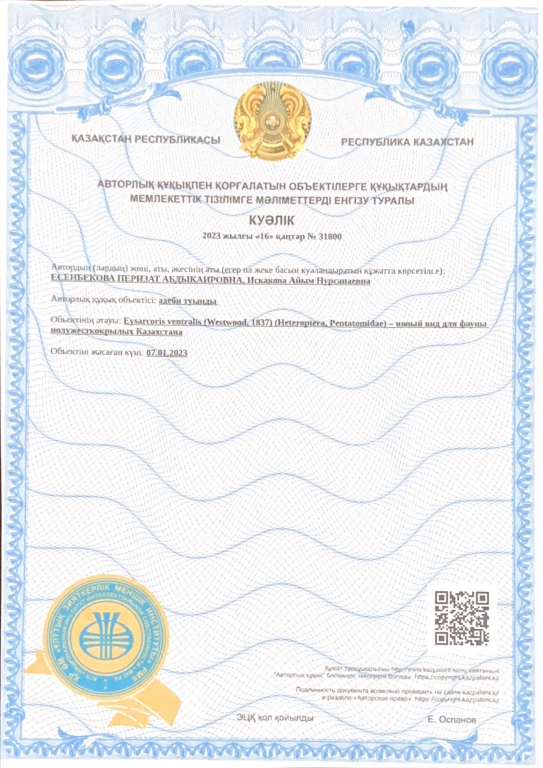 ҚАЗАҚСТАН РЕСПУБЛИКАСЫ
РЕСПУБЛИКА КАЗАХСТАН
АВТОРЛЫҚ ҚҰҚЫҚПЕН ҚОРҒАЛАТЫН ОБЪЕКТІЛЕРГЕ ҚҰҚЫҚТАРДЫҢ
МЕМЛЕКЕТТІК ТІЗІЛІМГЕ МӘЛІМЕТТЕРДІ ЕНГІЗУ ТУРАЛЫ
КУӘЛІК
2023 жылғы «16» қаңтар № 31800
Автордың (лардың) жөні, аты, әкесінің аты (егер ол жеке басын куәландыратын құжатта көрсетілсе):
ЕСЕНБЕКОВА ПЕРИЗАТ АБДЫКАИРОВНА, Искакова Айым Нурсапаевна
Авторлық құқық объектісі: әдеби туынды
Объектінің атауы: Eysarcoris ventralis (Westwood, 1837) (Heteroptera, Pentatomidae) – новый вид для фауны
полужесткокрылых Казахстана
Объектіні жасаған күні: 07.01.2023
Құжат түпнұсқалығын http://www.kazpatent.kz/ru сайтының
"Авторлық құқық" бөлімінде тексеруге болады https://copyright.kazpatent.kz
Подлинность документа возможно проверить на сайте kazpatent.kz
в разделе «Авторское право» https://copyright.kazpatent.kz
ЭЦҚ қол қойылды
Е. Оспанов